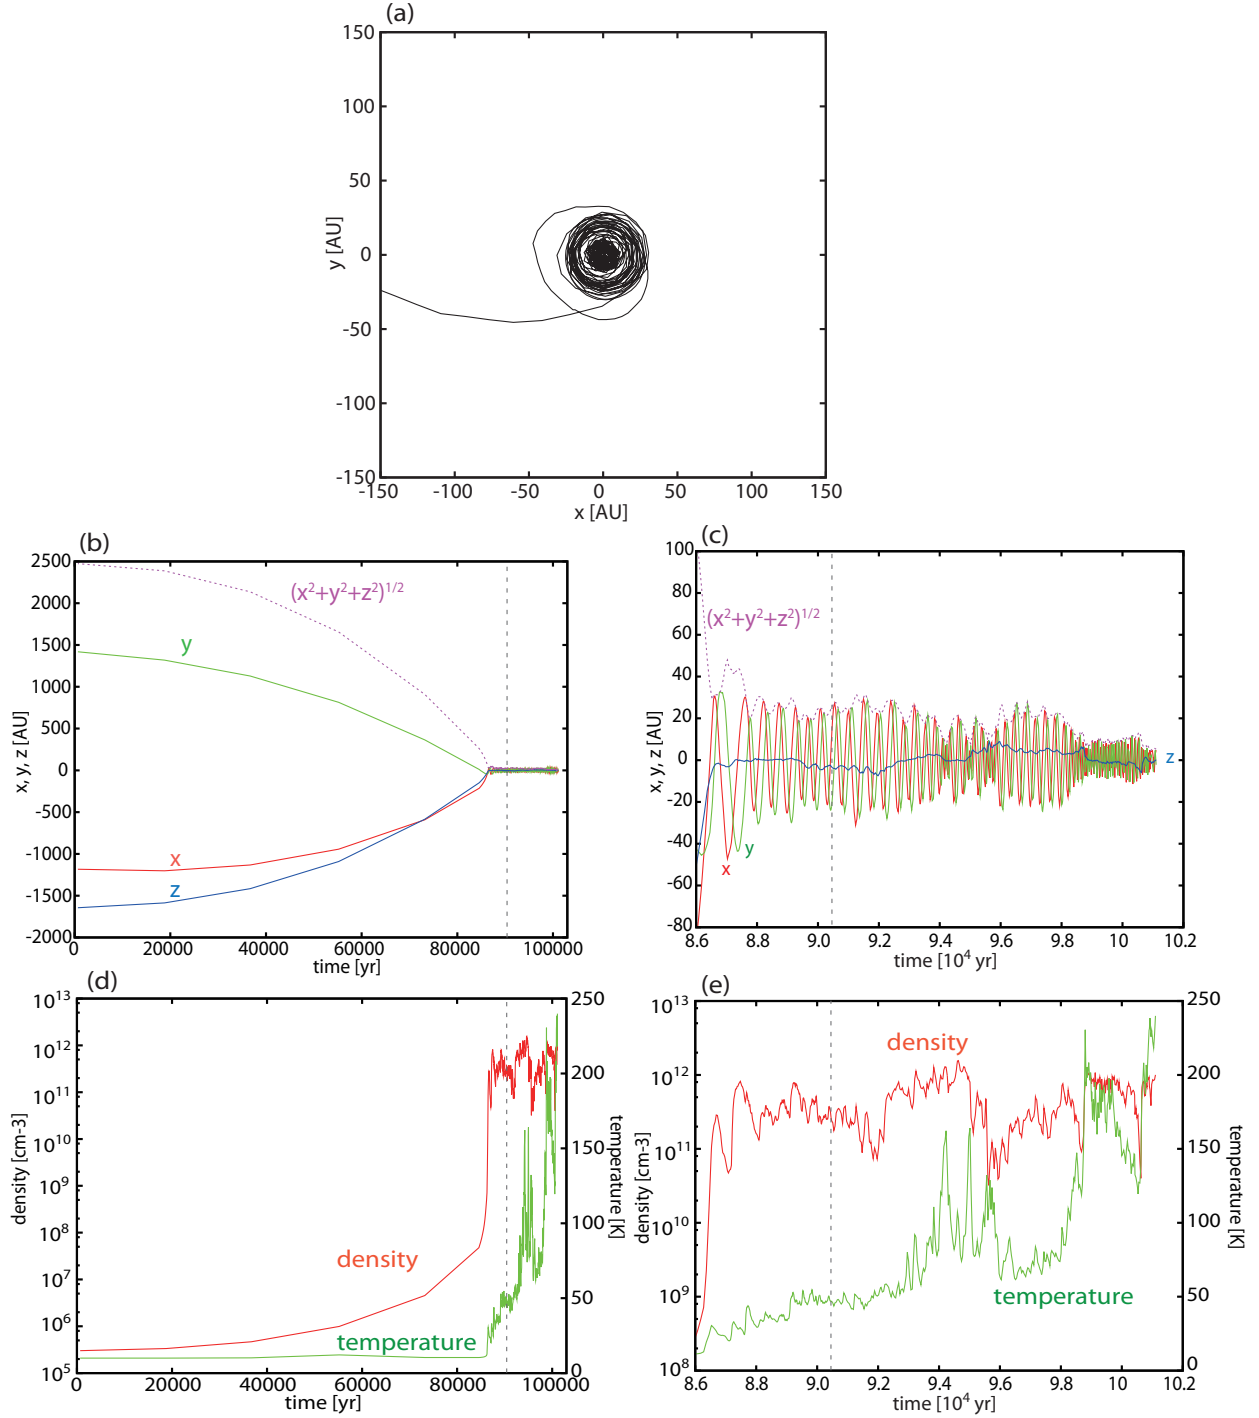 (a)
150
100
50
0
-50
-100
-150
y [AU]
-150 -100 -50 0 50 100 150
x [AU]
(b)
2500
2000
1500
1000
500
0
-500
-1000
-1500
-2000
x, y, z [AU]
(x²+y²+z²)¹/²
y
x
z
0 20000 40000 60000 80000 100000
time [yr]
(c)
100
80
60
40
20
0
-20
-40
-60
-80
x, y, z [AU]
(x²+y²+z²)¹/²
z
y
x
8.6 8.8 9.0 9.2 9.4 9.6 9.8 10 10.2
time [10⁴ yr]
(d)
10¹³
10¹²
10¹¹
10¹⁰
10⁹
10⁸
10⁷
10⁶
10⁵
density [cm-3]
250
200
150
100
50
0
temperature [K]
density
temperature
0 20000 40000 60000 80000 100000
time [yr]
(e)
10¹³
10¹²
10¹¹
10¹⁰
10⁹
10⁸
density [cm-3]
250
200
150
100
50
0
temperature [K]
density
temperature
8.6 8.8 9.0 9.2 9.4 9.6 9.8 10 10.2
time [10⁴ yr]